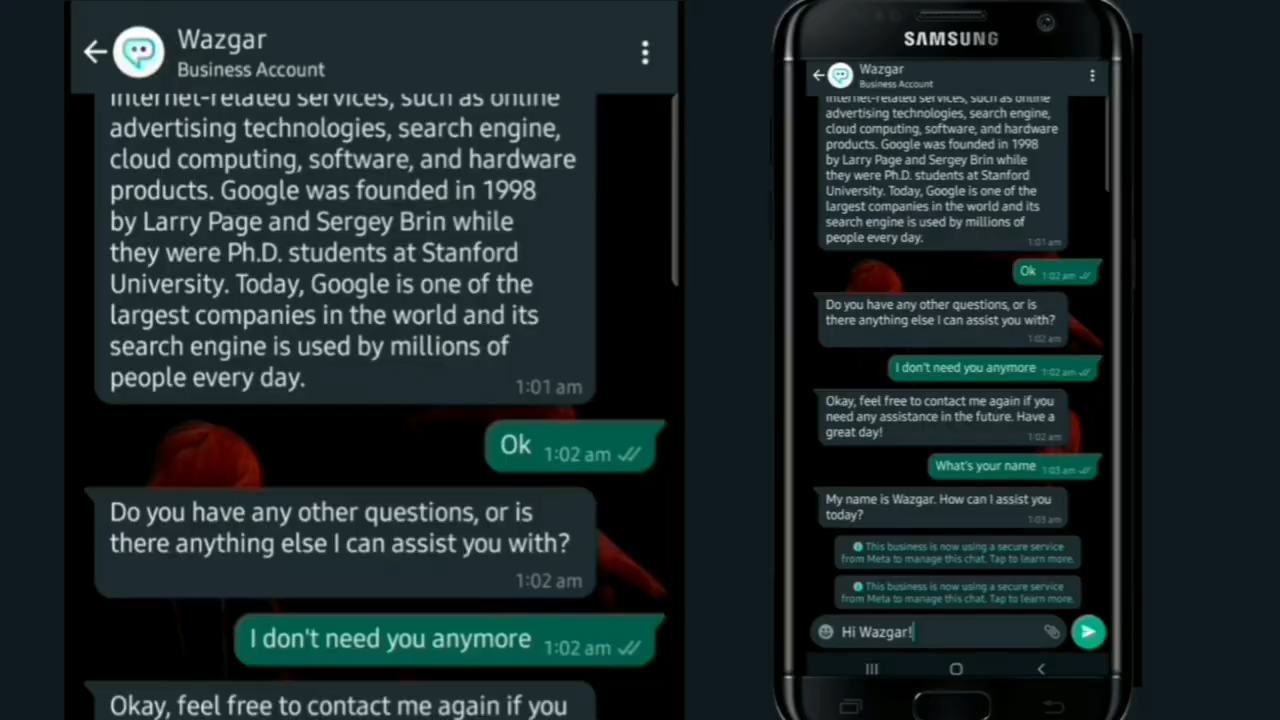 Wazgar
Business Account
Internet-related services, such as online
advertising technologies, search engine,
cloud computing, software, and hardware
products. Google was founded in 1998
by Larry Page and Sergey Brin while
they were Ph.D. students at Stanford
University. Today, Google is one of the
largest companies in the world and its
search engine is used by millions of
people every day.
1:01 am
Ok 1:02 am
Do you have any other questions, or is
there anything else I can assist you with?
1:02 am
I don't need you anymore 1:02 am
Okay, feel free to contact me again if you
SAMSUNG
Wazgar
Business Account
Internet-related services, such as online
advertising technologies, search engine,
cloud computing, software, and hardware
products. Google was founded in 1998
by Larry Page and Sergey Brin while
they were Ph.D. students at Stanford
University. Today, Google is one of the
largest companies in the world and its
search engine is used by millions of
people every day.
1:01 am
Ok 1:02 am
Do you have any other questions, or is
there anything else I can assist you with?
1:02 am
I don't need you anymore 1:02 am
Okay, feel free to contact me again if you
need any assistance in the future. Have a
great day!
1:02 am
What's your name 1:03 am
My name is Wazgar. How can I assist you
today?
1:03 am
This business is now using a secure service
from Meta to manage this chat. Tap to learn more.
This business is now using a secure service
from Meta to manage this chat. Tap to learn more.
Hi Wazgar!